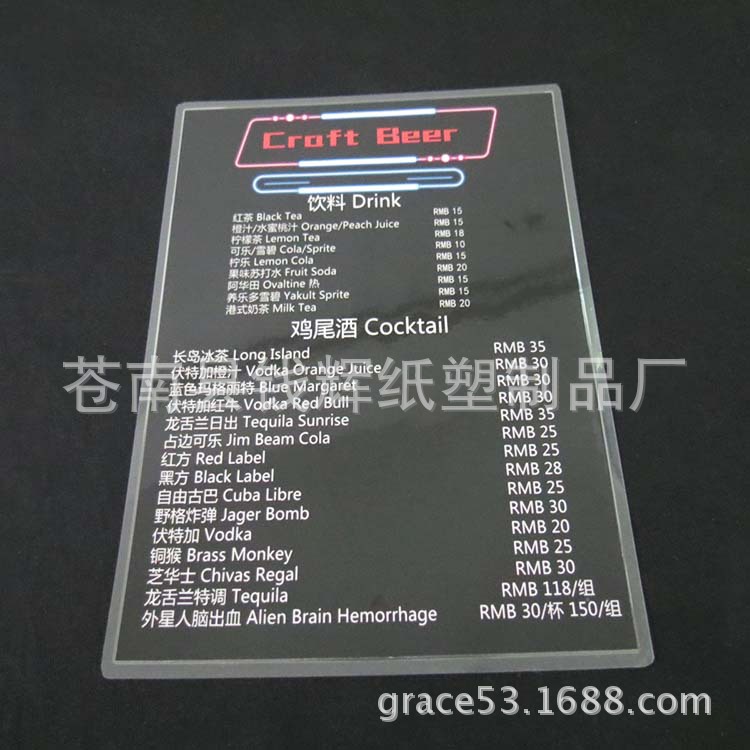 Craft Beer
饮料 Drink
红茶 Black Tea RMB 15
橙汁/水蜜桃汁 Orange/Peach Juice RMB 15
柠檬茶 Lemon Tea RMB 18
可乐/雪碧 Cola/Sprite RMB 10
柠乐 Lemon Cola RMB 15
果味苏打水 Fruit Soda RMB 20
阿华田 Ovaltine 热 RMB 15
养乐多雪碧 Yakult Sprite RMB 15
港式奶茶 Milk Tea RMB 20
鸡尾酒 Cocktail
长岛冰茶 Long Island RMB 35
伏特加橙汁 Vodka Orange Juice RMB 30
蓝色玛格丽特 Blue Margaret RMB 30
伏特加红牛 Vodka Red Bull RMB 30
龙舌兰日出 Tequila Sunrise RMB 35
占边可乐 Jim Beam Cola RMB 25
红方 Red Label RMB 25
黑方 Black Label RMB 28
自由古巴 Cuba Libre RMB 25
野格炸弹 Jager Bomb RMB 30
伏特加 Vodka RMB 20
铜猴 Brass Monkey RMB 25
芝华士 Chivas Regal RMB 30
龙舌兰特调 Tequila RMB 118/组
外星人脑出血 Alien Brain Hemorrhage RMB 30/杯 150/组
苍南 辉纸塑制品厂
grace53.1688.com